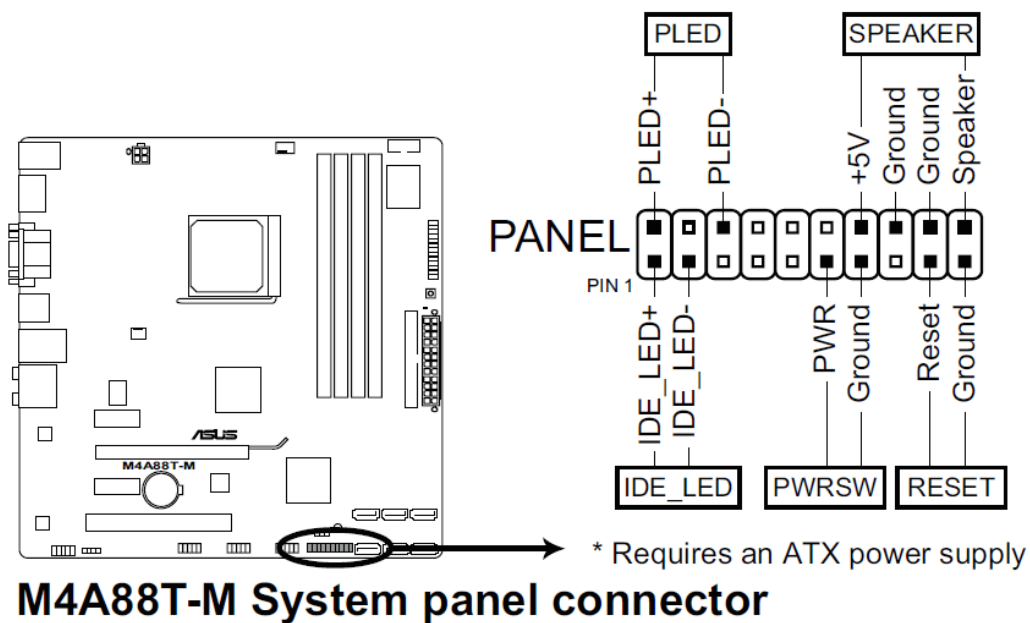 PLED
SPEAKER
PLED+
PLED-
+5V
Ground
Ground
Speaker
PANEL
PIN 1
IDE_LED+
IDE_LED-
PWR
Ground
Reset
Ground
IDE_LED
PWRSW
RESET
ASUS
M4A88T-M
* Requires an ATX power supply
M4A88T-M System panel connector